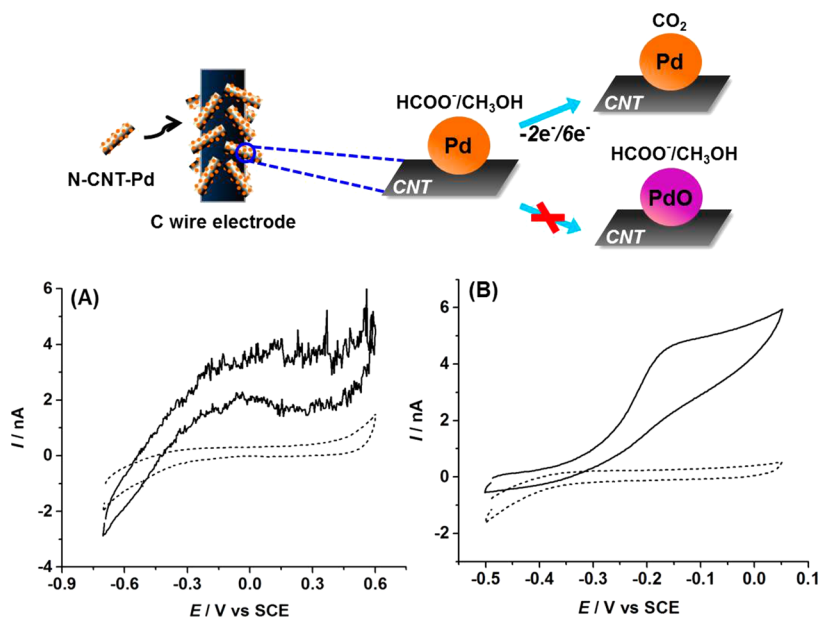 CO₂
Pd
CNT
HCOO⁻/CH₃OH
Pd
CNT
-2e⁻/6e⁻
N-CNT-Pd
C wire electrode
HCOO⁻/CH₃OH
PdO
CNT
(A)
I / nA
6
4
2
0
-2
-4
-0.9 -0.6 -0.3 0.0 0.3 0.6
E / V vs SCE
(B)
I / nA
6
4
2
0
-2
-0.5 -0.4 -0.3 -0.2 -0.1 0.0 0.1
E / V vs SCE